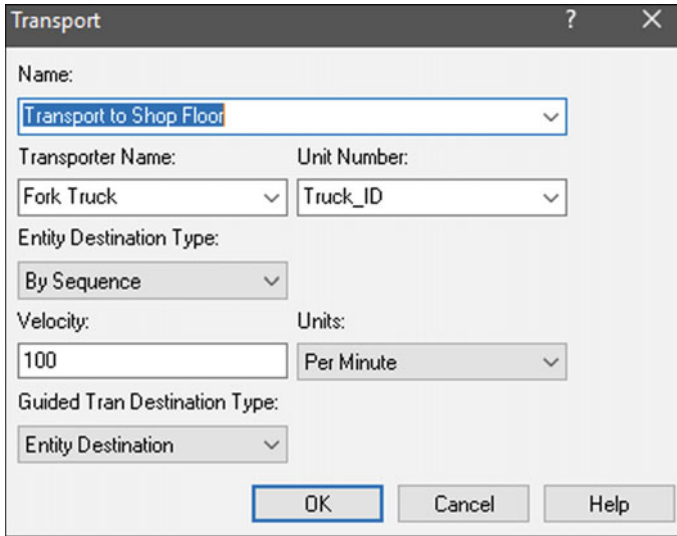 Transport ? X
Name:
Transport to Shop Floor
Transporter Name: Unit Number:
Fork Truck Truck_ID
Entity Destination Type:
By Sequence
Velocity: Units:
100 Per Minute
Guided Tran Destination Type:
Entity Destination
OK Cancel Help